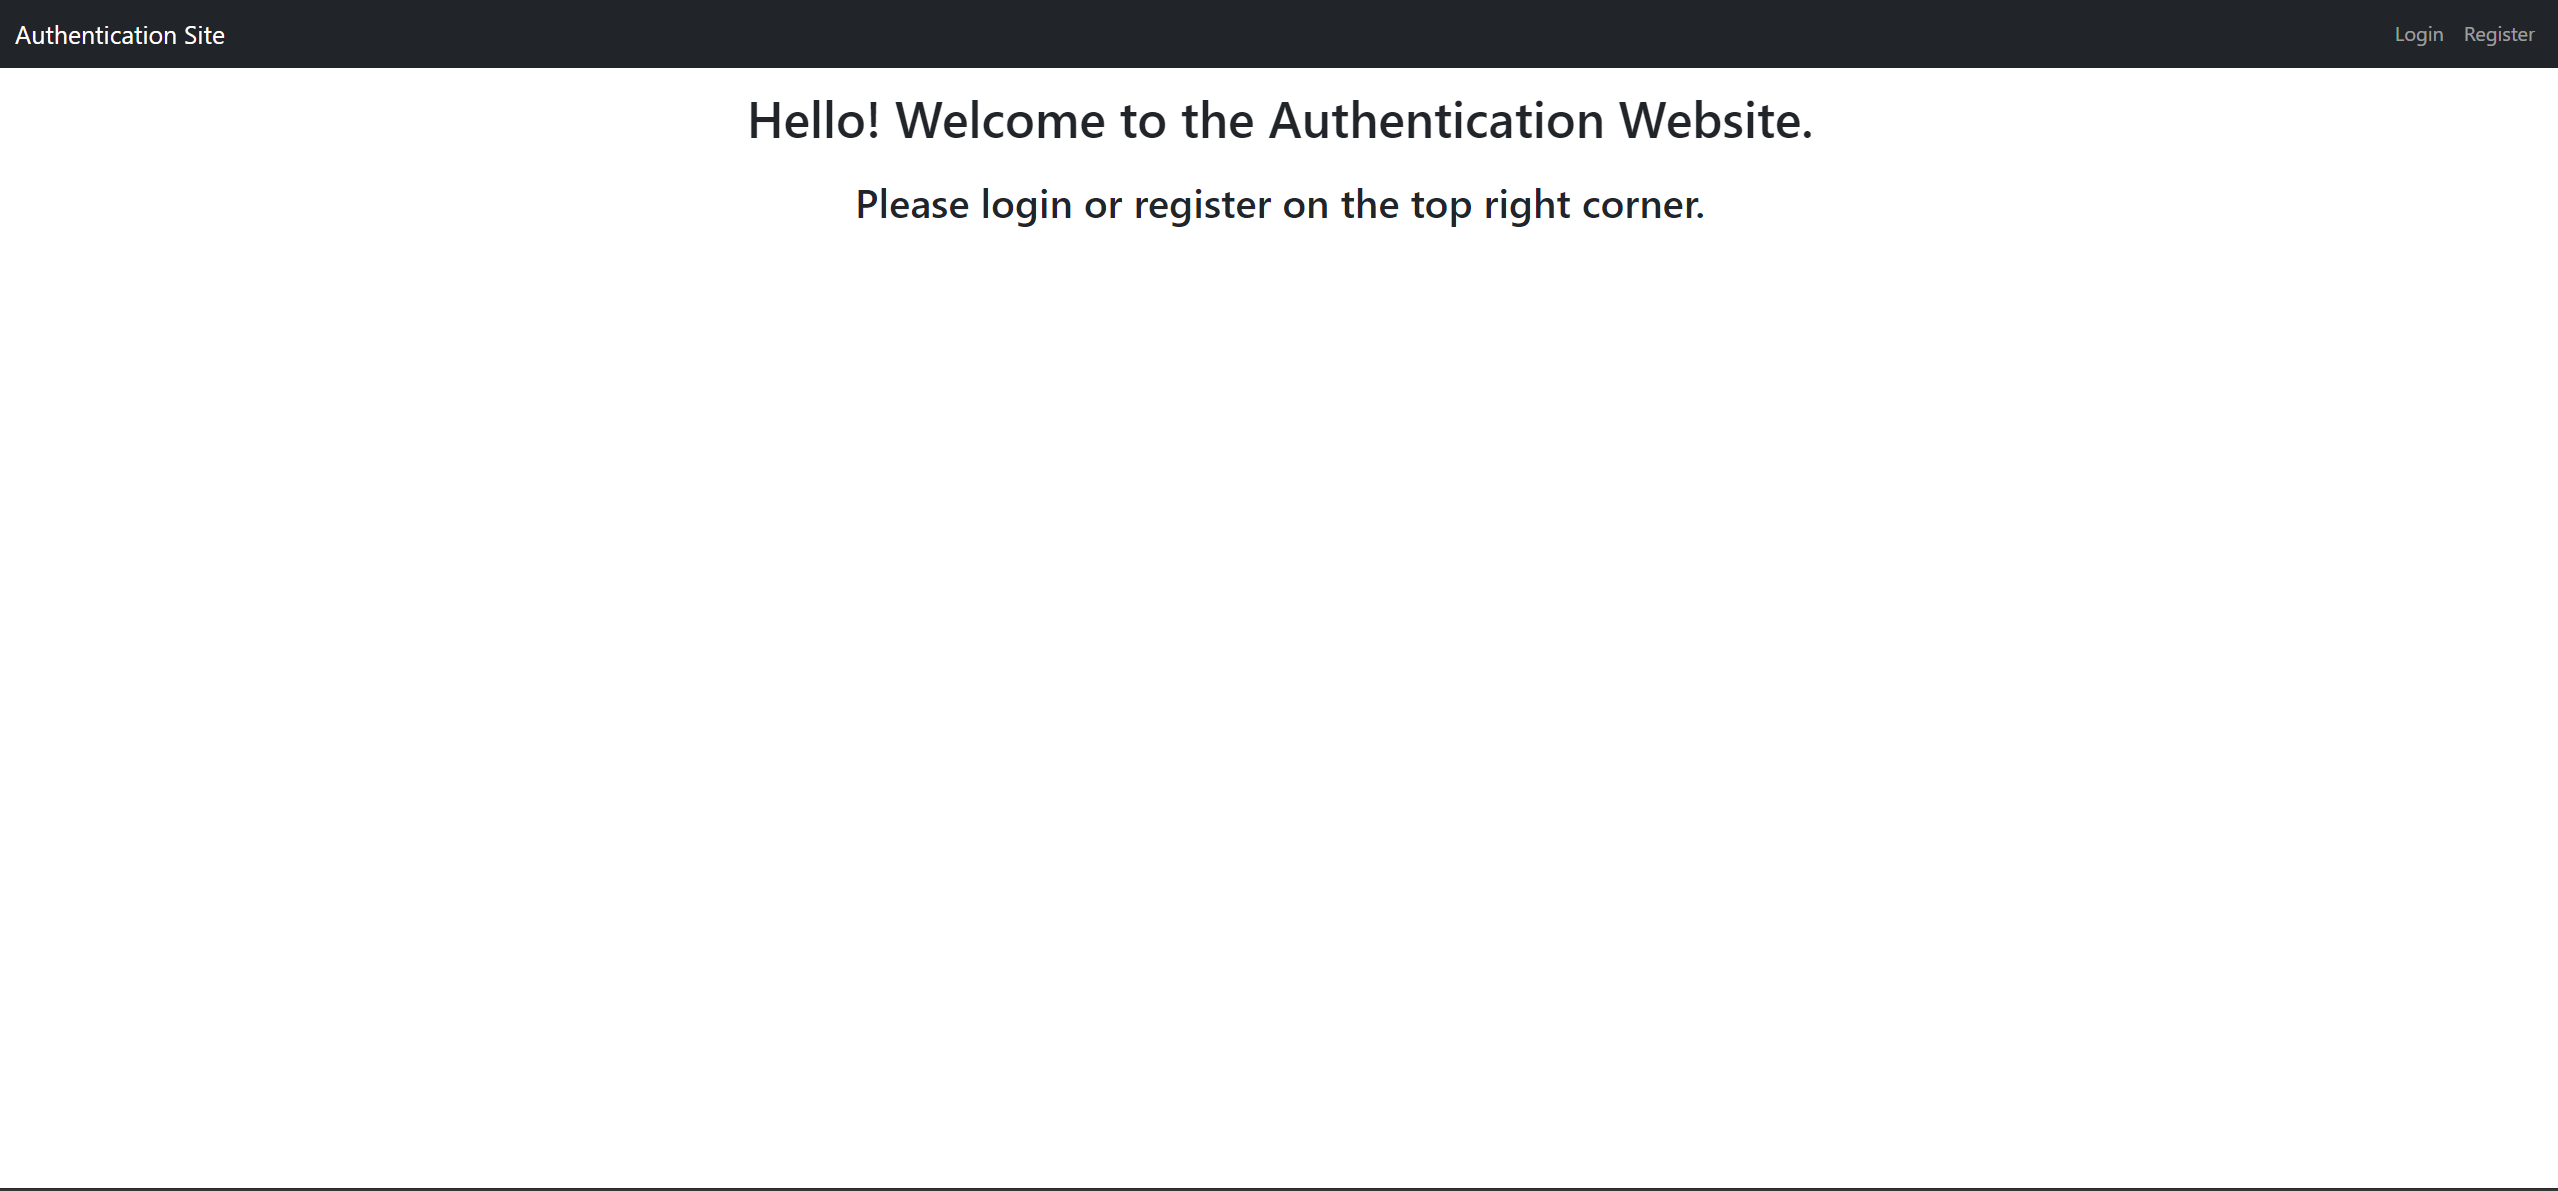 Authentication Site
Login Register
Hello! Welcome to the Authentication Website.
Please login or register on the top right corner.